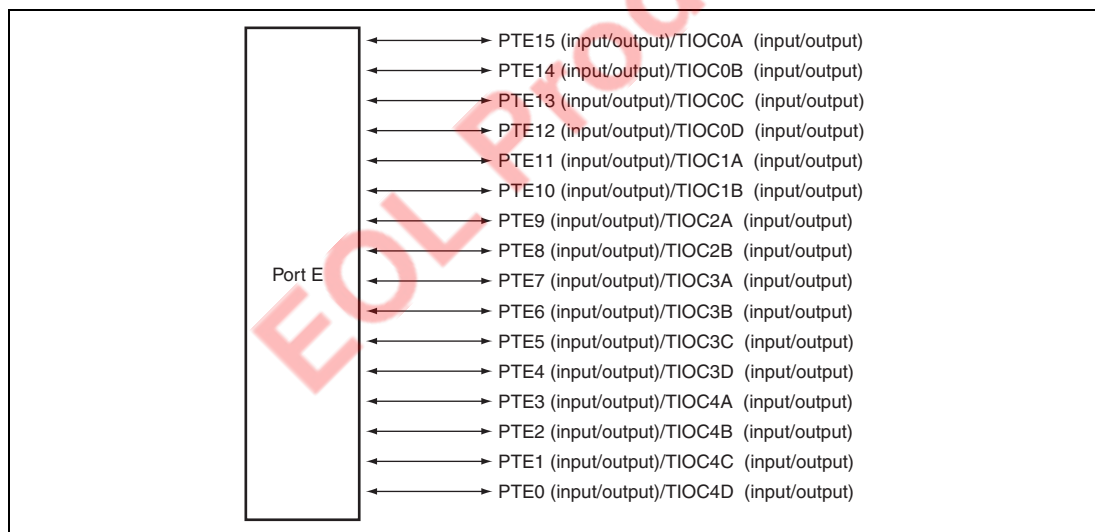 PTE15 (input/output)/TIOC0A (input/output)
PTE14 (input/output)/TIOC0B (input/output)
PTE13 (input/output)/TIOC0C (input/output)
PTE12 (input/output)/TIOC0D (input/output)
PTE11 (input/output)/TIOC1A (input/output)
PTE10 (input/output)/TIOC1B (input/output)
PTE9 (input/output)/TIOC2A (input/output)
PTE8 (input/output)/TIOC2B (input/output)
Port E
PTE7 (input/output)/TIOC3A (input/output)
PTE6 (input/output)/TIOC3B (input/output)
PTE5 (input/output)/TIOC3C (input/output)
PTE4 (input/output)/TIOC3D (input/output)
PTE3 (input/output)/TIOC4A (input/output)
PTE2 (input/output)/TIOC4B (input/output)
PTE1 (input/output)/TIOC4C (input/output)
PTE0 (input/output)/TIOC4D (input/output)
EOL Prod